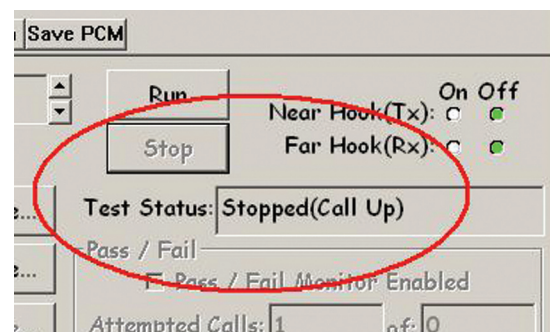 Save PCM
Run
On Off
Near Hook(Tx):
Stop
Far Hook(Rx):
Test Status: Stopped(Call Up)
Pass / Fail
Pass / Fail Monitor Enabled
Attempted Calls: 1 of: 0